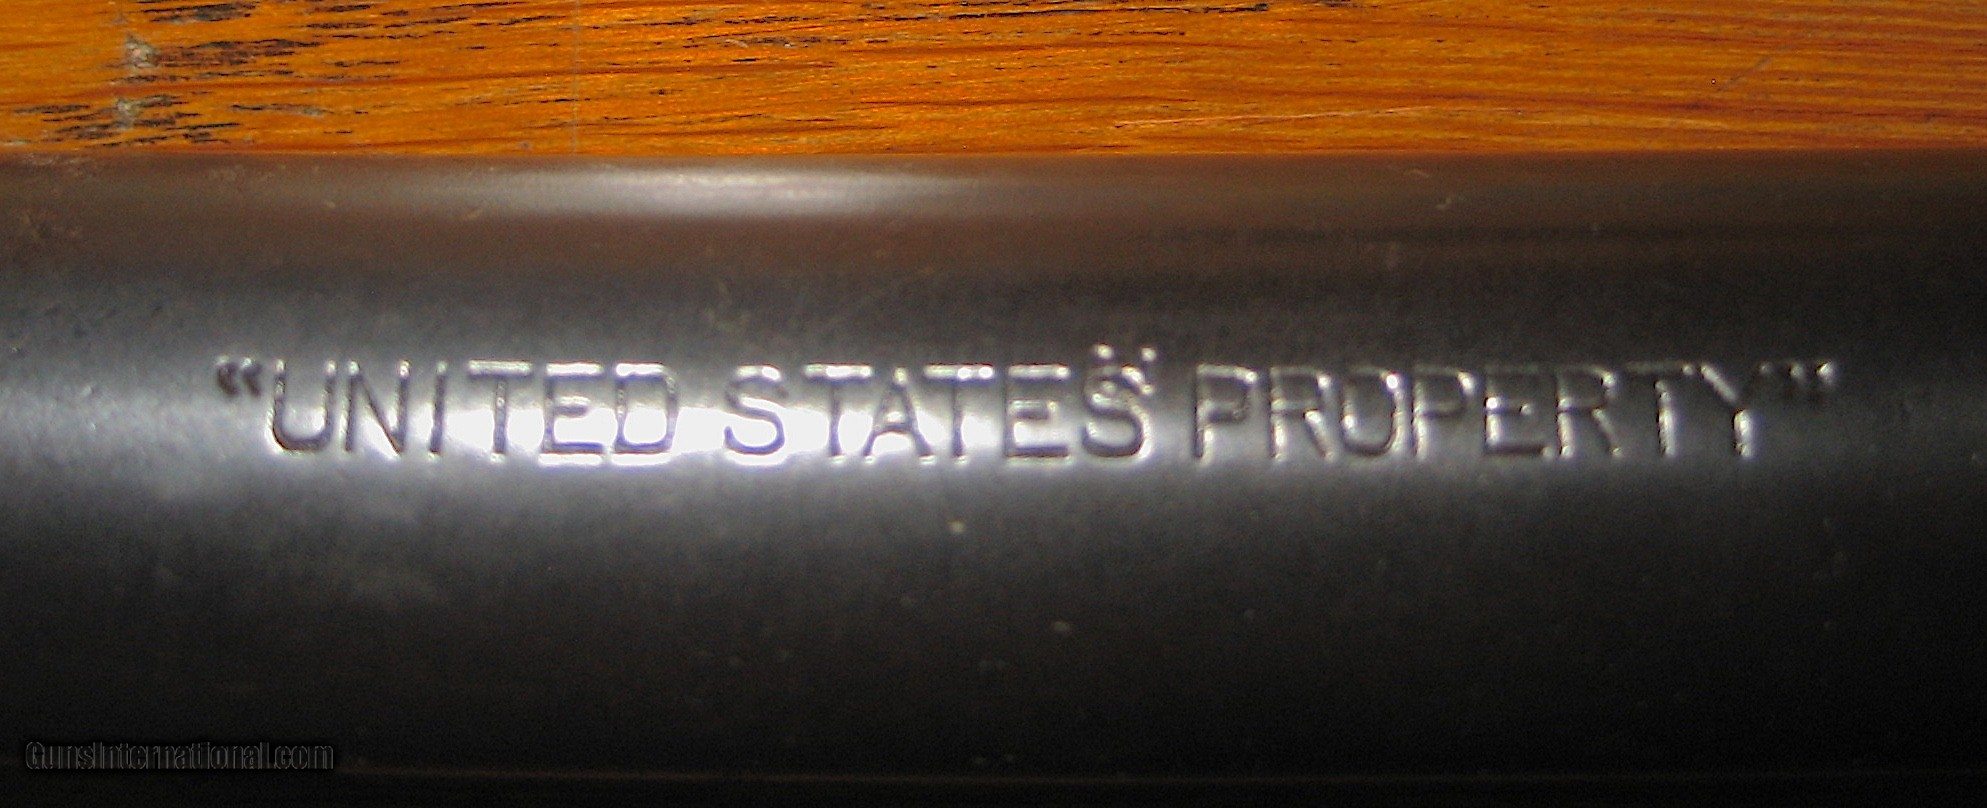 "UNITED STATES" PROPERTY"
GunsInternational.com